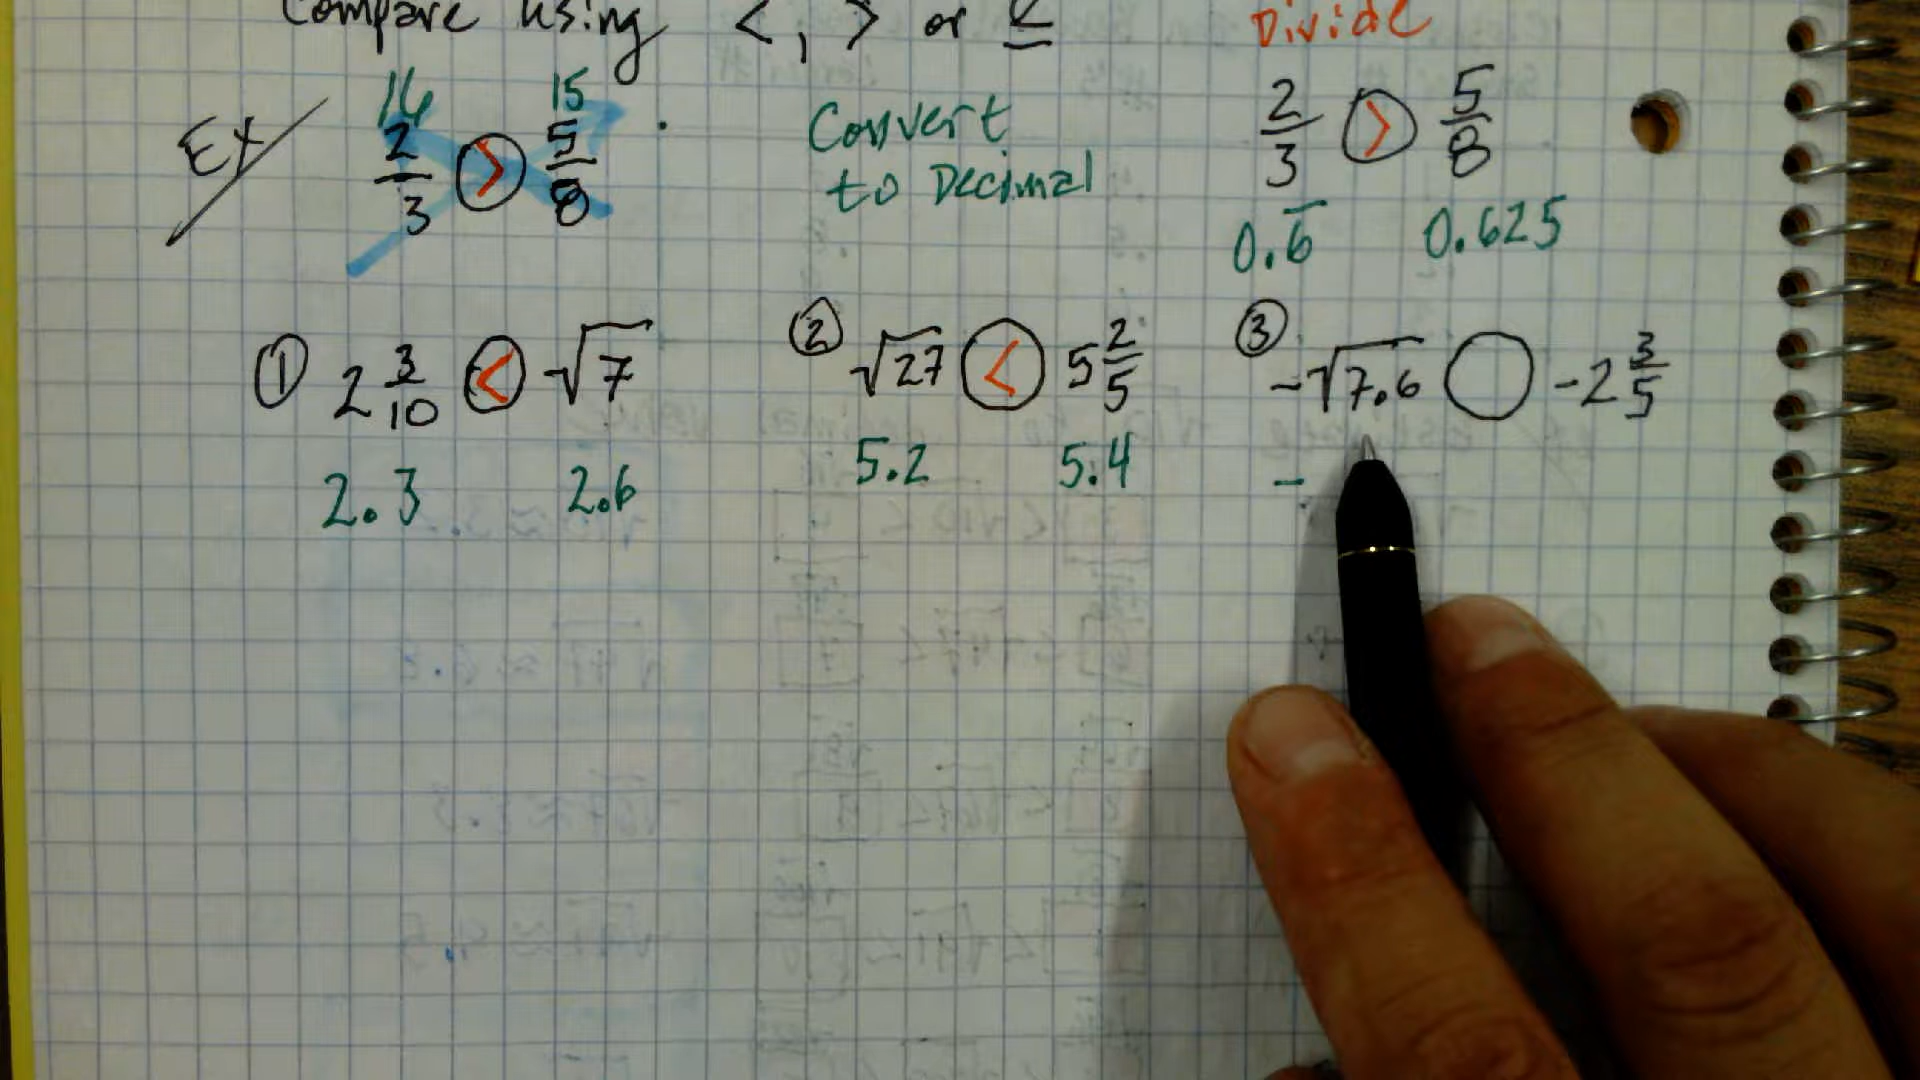 Compare using <, > or =
Divide
Ex
16 15
2/3 > 5/8 .
Convert
to Decimal
2/3 > 5/8
0.6̅ 0.625
① 2 3/10 < √7
2.3 2.6
② √27 < 5 2/5
5.2 5.4
③ -√7.6 ◯ -2 3/5
-